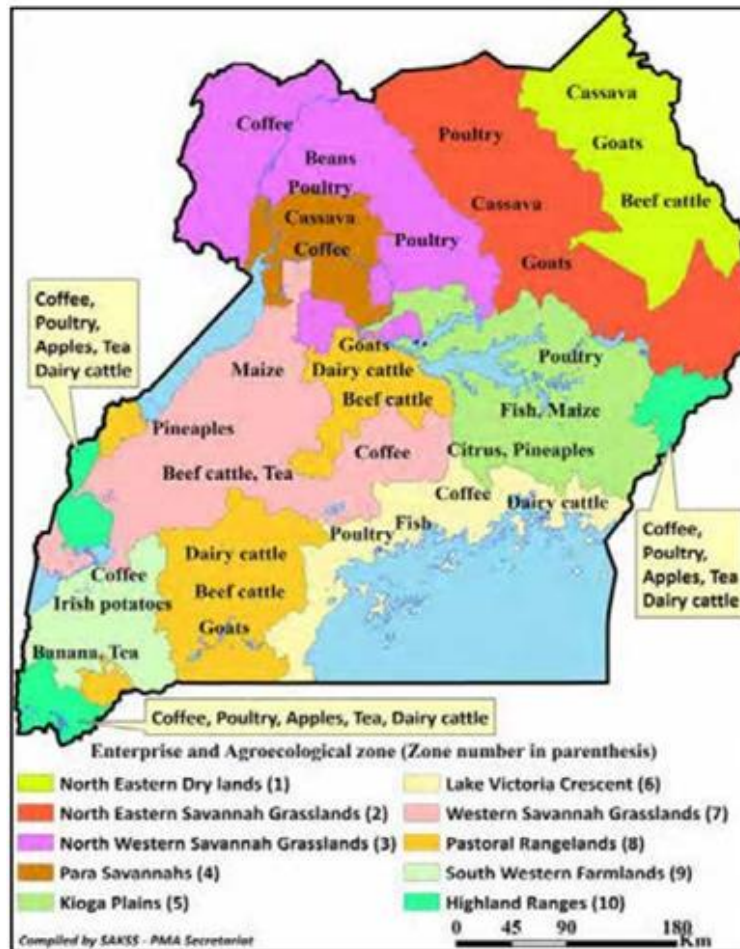 Cassava
Coffee
Poultry
Goats
Beans
Beef cattle
Poultry
Cassava
Cassava
Poultry
Coffee
Goats
Coffee,
Poultry,
Apples, Tea
Dairy cattle
Goats
Poultry
Maize
Dairy cattle
Beef cattle
Fish, Maize
Pineaples
Coffee
Citrus, Pineaples
Beef cattle, Tea
Coffee
Dairy cattle
Poultry
Fish
Coffee,
Poultry,
Apples, Tea
Dairy cattle
Dairy cattle
Coffee
Beef cattle
Irish potatoes
Goats
Banana, Tea
Coffee, Poultry, Apples, Tea, Dairy cattle
Enterprise and Agroecological zone (Zone number in parenthesis)
North Eastern Dry lands (1)
North Eastern Savannah Grasslands (2)
North Western Savannah Grasslands (3)
Para Savannahs (4)
Kioga Plains (5)
Lake Victoria Crescent (6)
Western Savannah Grasslands (7)
Pastoral Rangelands (8)
South Western Farmlands (9)
Highland Ranges (10)
Compiled by SAKSS - PMA Secretariat
0 45 90 180
Km